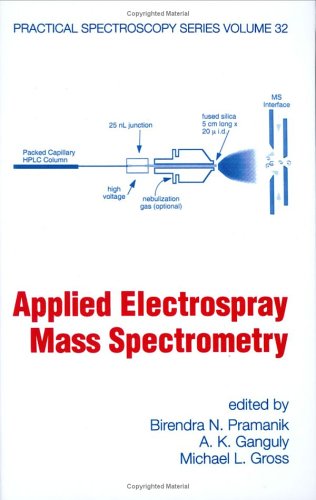 PRACTICAL SPECTROSCOPY SERIES VOLUME 32
MS
Interface
fused silica
5 cm long x
20 μ i.d.
25 nL junction
Packed Capillary
HPLC Column
high
voltage
nebulization
gas (optional)
Applied Electrospray
Mass Spectrometry
edited by
Birendra N. Pramanik
A. K. Ganguly
Michael L. Gross